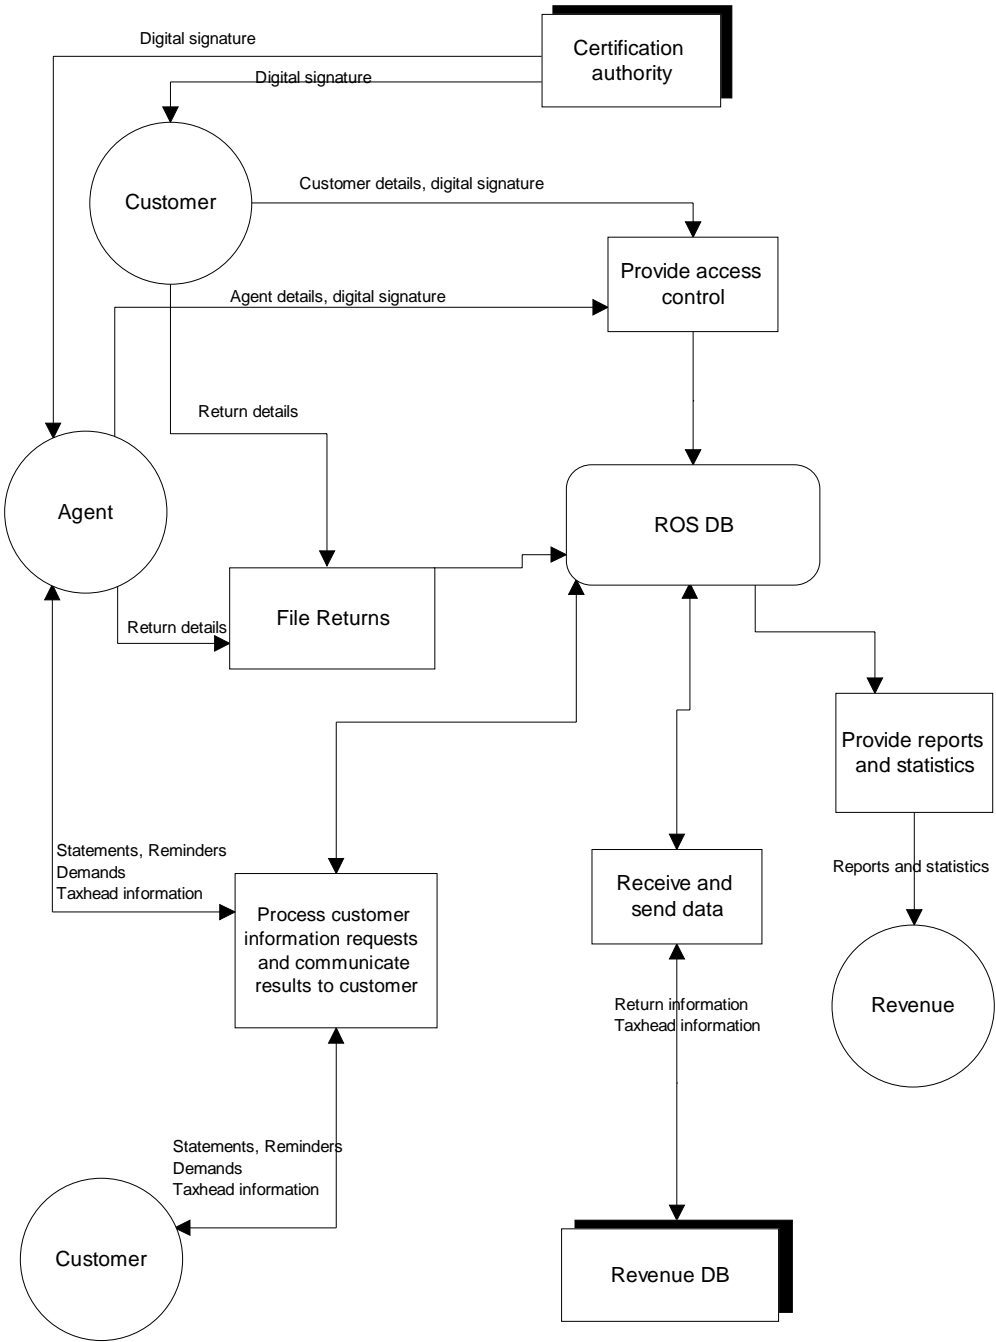 Digital signature
Certification
authority
Digital signature
Customer
Customer details, digital signature
Provide access
control
Agent details, digital signature
Return details
Agent
ROS DB
File Returns
Return details
Provide reports
and statistics
Statements, Reminders
Demands
Taxhead information
Reports and statistics
Receive and
send data
Process customer
information requests
and communicate
results to customer
Return information
Taxhead information
Revenue
Statements, Reminders
Demands
Taxhead information
Customer
Revenue DB